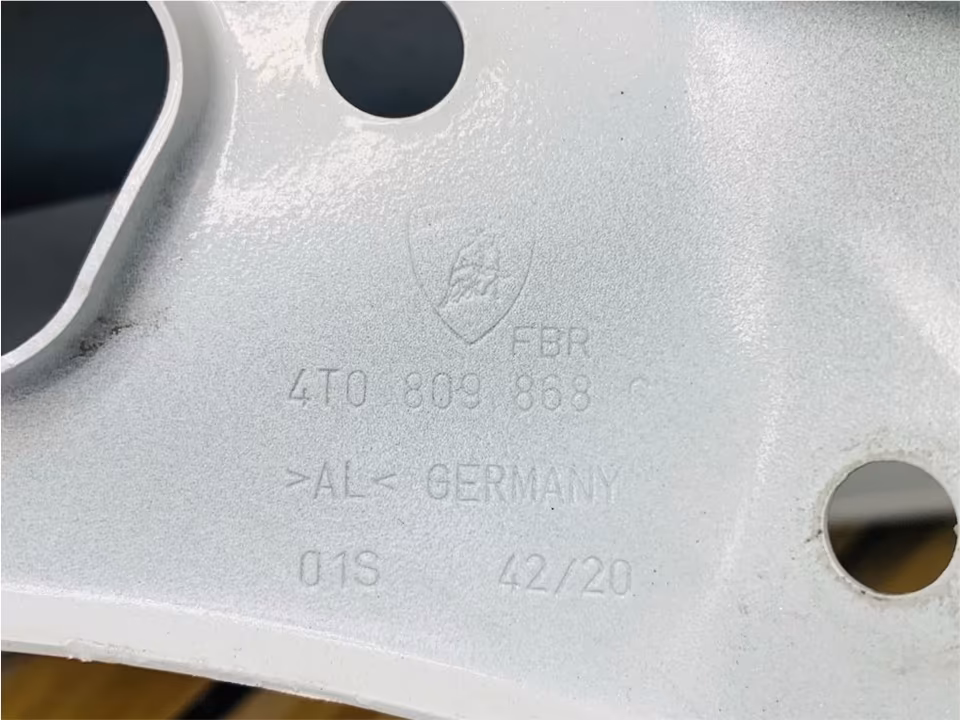 FBR
4T0 809 868
>AL< GERMANY
01S 42/20